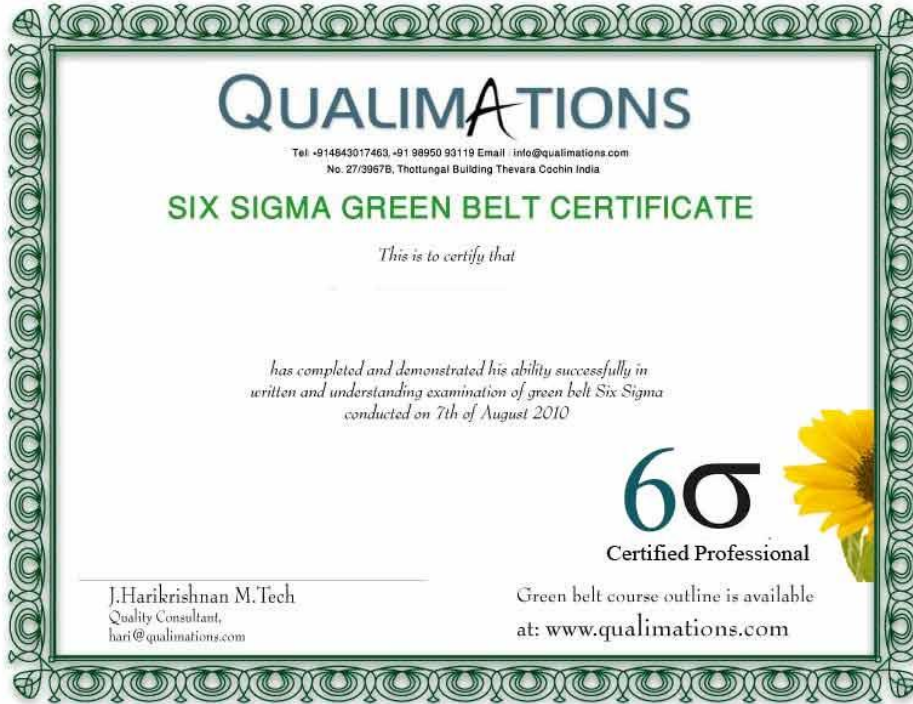 QUALIMATIONS
Tel: +914843017463, +91 98950 93119 Email : info@qualimations.com
No. 27/3967B, Thottungal Building Thevara Cochin India
SIX SIGMA GREEN BELT CERTIFICATE
This is to certify that
has completed and demonstrated his ability successfully in
written and understanding examination of green belt Six Sigma
conducted on 7th of August 2010
6σ
Certified Professional
J.Harikrishnan M.Tech
Quality Consultant,
hari@qualimations.com
Green belt course outline is available
at: www.qualimations.com